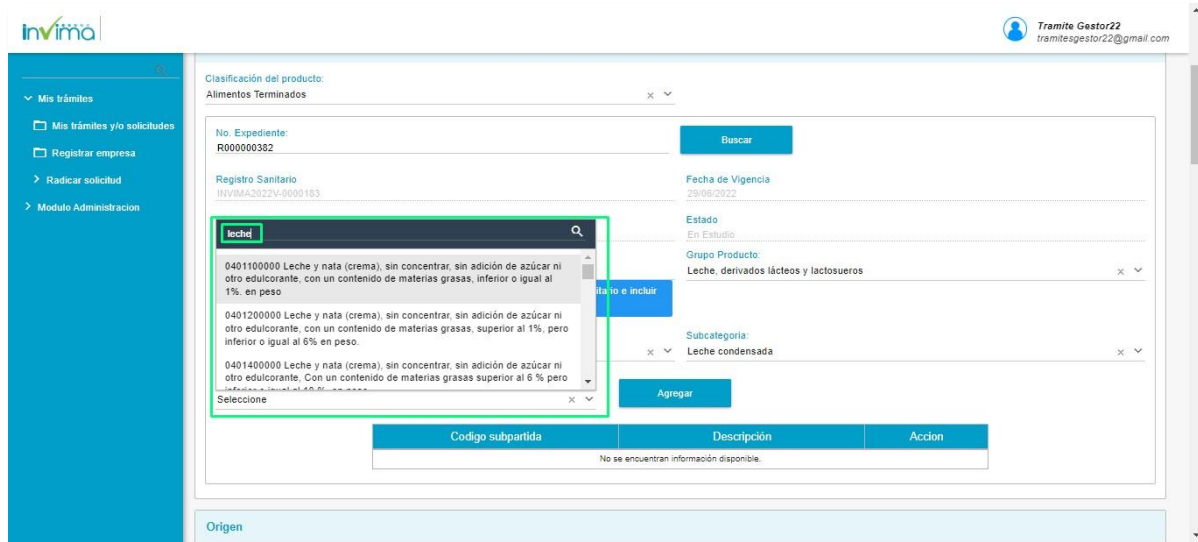 invima
Tramite Gestor22
tramitesgestor22@gmail.com
Mis trámites
Mis trámites y/o solicitudes
Registrar empresa
Radicar solicitud
Modulo Administracion
Clasificación del producto:
Alimentos Terminados
No. Expediente:
R000000382
Buscar
Registro Sanitario
INVIMA2022V-0000183
Fecha de Vigencia
29/06/2022
Estado
En Estudio
Grupo Producto:
Leche, derivados lácteos y lactosueros
leche
0401100000 Leche y nata (crema), sin concentrar, sin adición de azúcar ni
otro edulcorante, con un contenido de materias grasas, inferior o igual al
1%. en peso
0401200000 Leche y nata (crema), sin concentrar, sin adición de azúcar ni
otro edulcorante, con un contenido de materias grasas, superior al 1%, pero
inferior o igual al 6% en peso.
0401400000 Leche y nata (crema), sin concentrar, sin adición de azúcar ni
otro edulcorante, Con un contenido de materias grasas superior al 6 % pero
e incluir
Subcategoria:
Leche condensada
Seleccione
Agregar
Codigo subpartida Descripción Accion
No se encuentran información disponible.
Origen